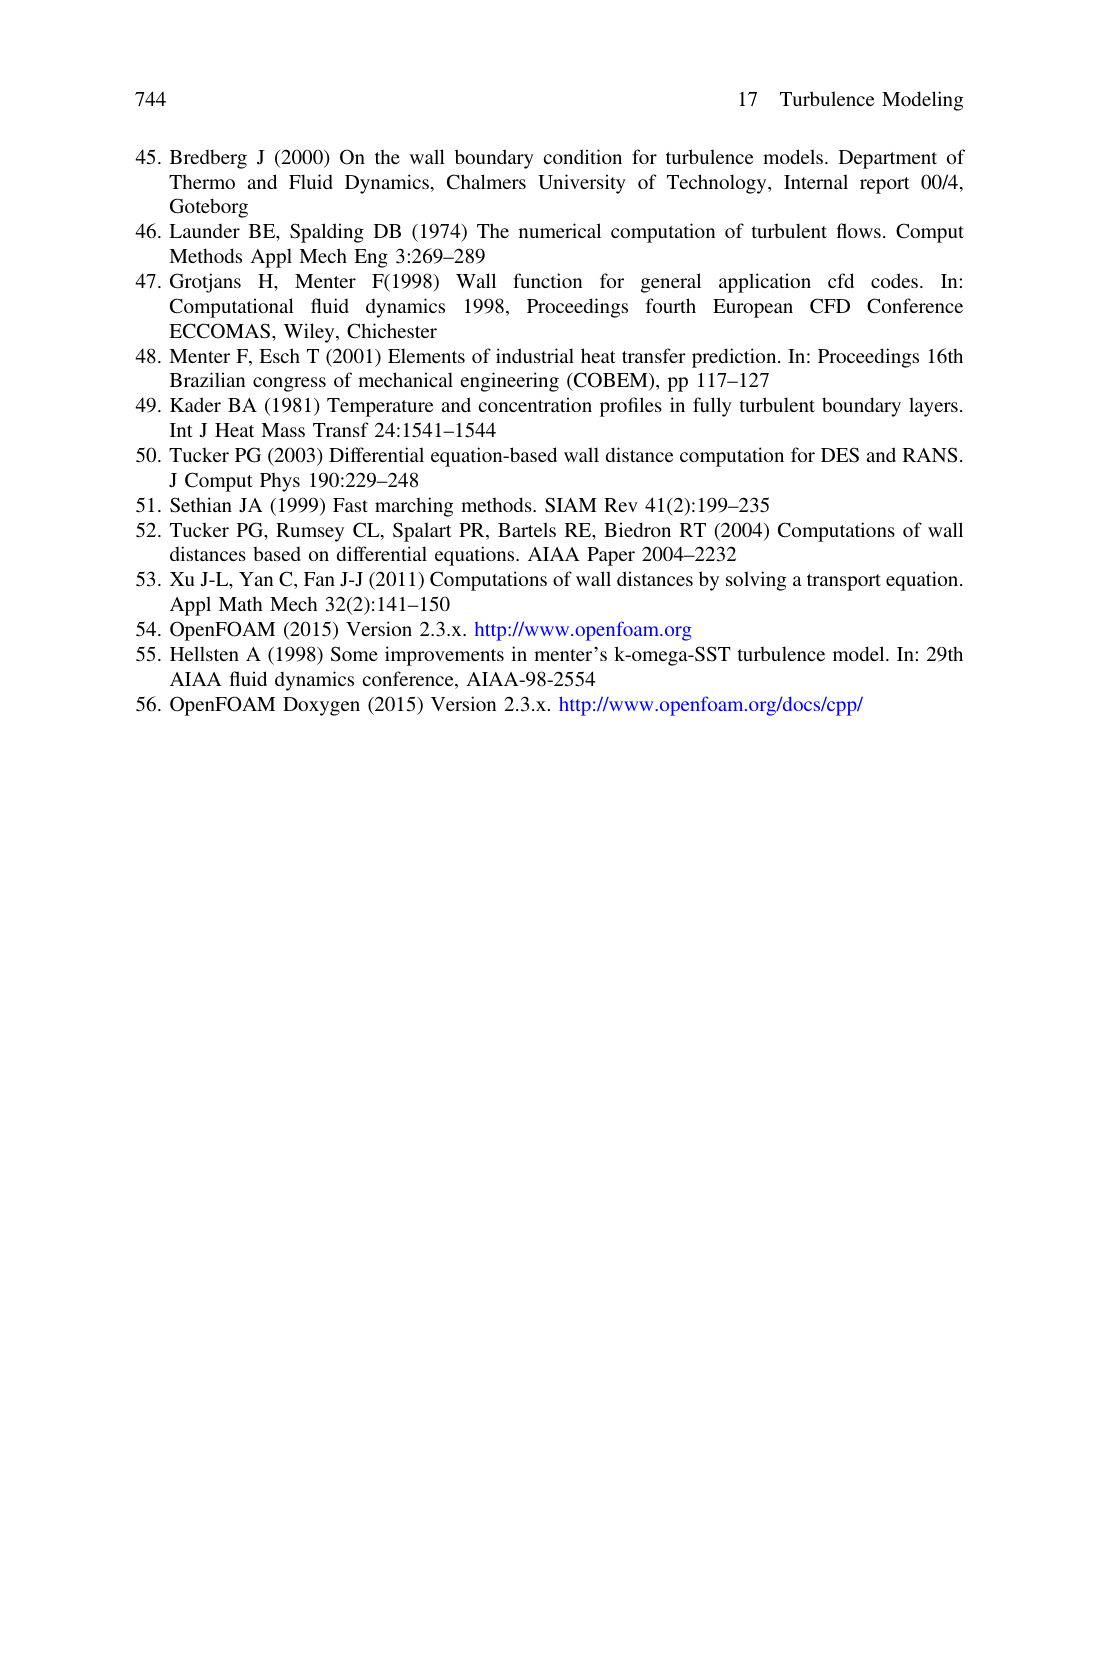 744
17 Turbulence Modeling
45. Bredberg J (2000) On the wall boundary condition for turbulence models. Department of
Thermo and Fluid Dynamics, Chalmers University of Technology, Internal report 00/4,
Goteborg
46. Launder BE, Spalding DB (1974) The numerical computation of turbulent flows. Comput
Methods Appl Mech Eng 3:269–289
47. Grotjans H, Menter F(1998) Wall function for general application cfd codes. In:
Computational fluid dynamics 1998, Proceedings fourth European CFD Conference
ECCOMAS, Wiley, Chichester
48. Menter F, Esch T (2001) Elements of industrial heat transfer prediction. In: Proceedings 16th
Brazilian congress of mechanical engineering (COBEM), pp 117–127
49. Kader BA (1981) Temperature and concentration profiles in fully turbulent boundary layers.
Int J Heat Mass Transf 24:1541–1544
50. Tucker PG (2003) Differential equation-based wall distance computation for DES and RANS.
J Comput Phys 190:229–248
51. Sethian JA (1999) Fast marching methods. SIAM Rev 41(2):199–235
52. Tucker PG, Rumsey CL, Spalart PR, Bartels RE, Biedron RT (2004) Computations of wall
distances based on differential equations. AIAA Paper 2004–2232
53. Xu J-L, Yan C, Fan J-J (2011) Computations of wall distances by solving a transport equation.
Appl Math Mech 32(2):141–150
54. OpenFOAM (2015) Version 2.3.x. http://www.openfoam.org
55. Hellsten A (1998) Some improvements in menter’s k-omega-SST turbulence model. In: 29th
AIAA fluid dynamics conference, AIAA-98-2554
56. OpenFOAM Doxygen (2015) Version 2.3.x. http://www.openfoam.org/docs/cpp/